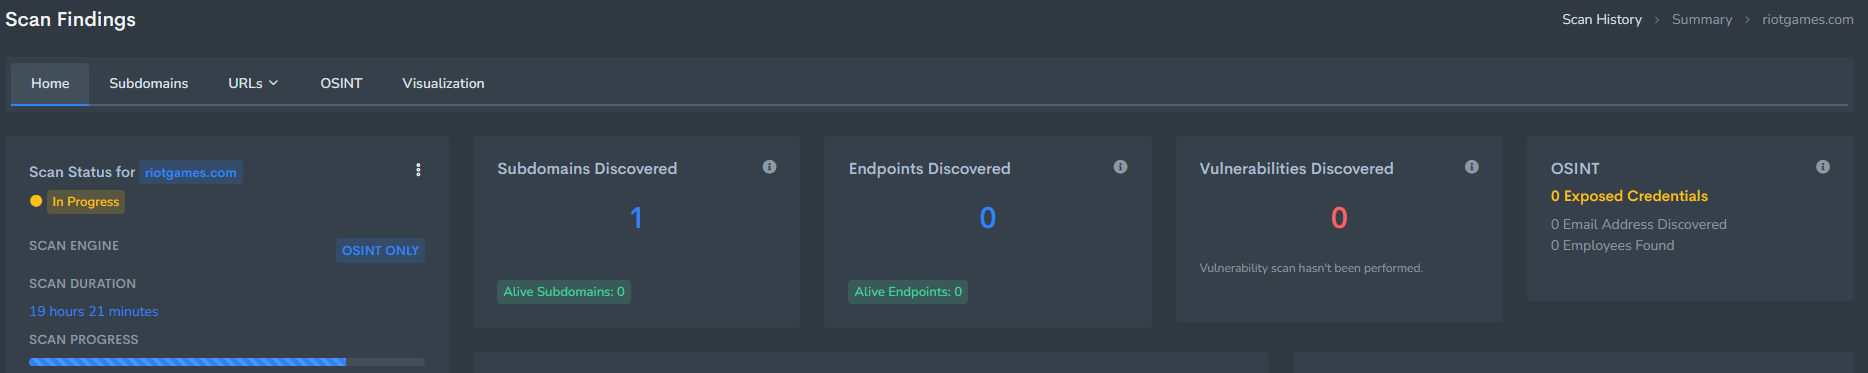 Scan Findings
Scan History > Summary > riotgames.com
Home Subdomains URLs OSINT Visualization
Scan Status for riotgames.com
In Progress
SCAN ENGINE OSINT ONLY
SCAN DURATION
19 hours 21 minutes
SCAN PROGRESS
Subdomains Discovered
1
Alive Subdomains: 0
Endpoints Discovered
0
Alive Endpoints: 0
Vulnerabilities Discovered
0
Vulnerability scan hasn't been performed.
OSINT
0 Exposed Credentials
0 Email Address Discovered
0 Employees Found